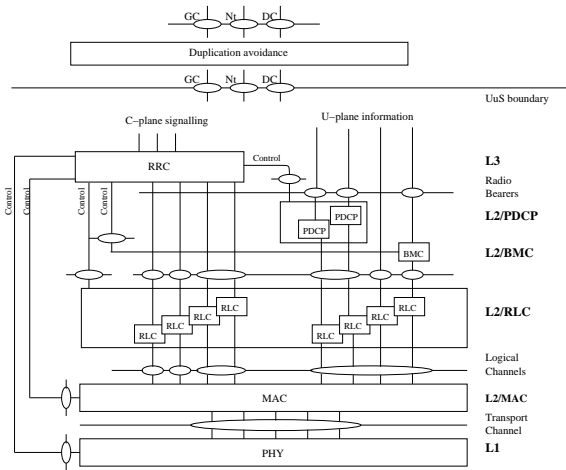 GC Nt DC
Duplication avoidance
GC Nt DC
UuS boundary
C−plane signalling
U−plane information
RRC
Control
L3
Radio
Bearers
Control
Control
Control
Control
PDCP
PDCP
L2/PDCP
BMC
L2/BMC
RLC
RLC
RLC
RLC
RLC
RLC
RLC
RLC
L2/RLC
Logical
Channels
MAC
L2/MAC
Transport
Channel
PHY
L1